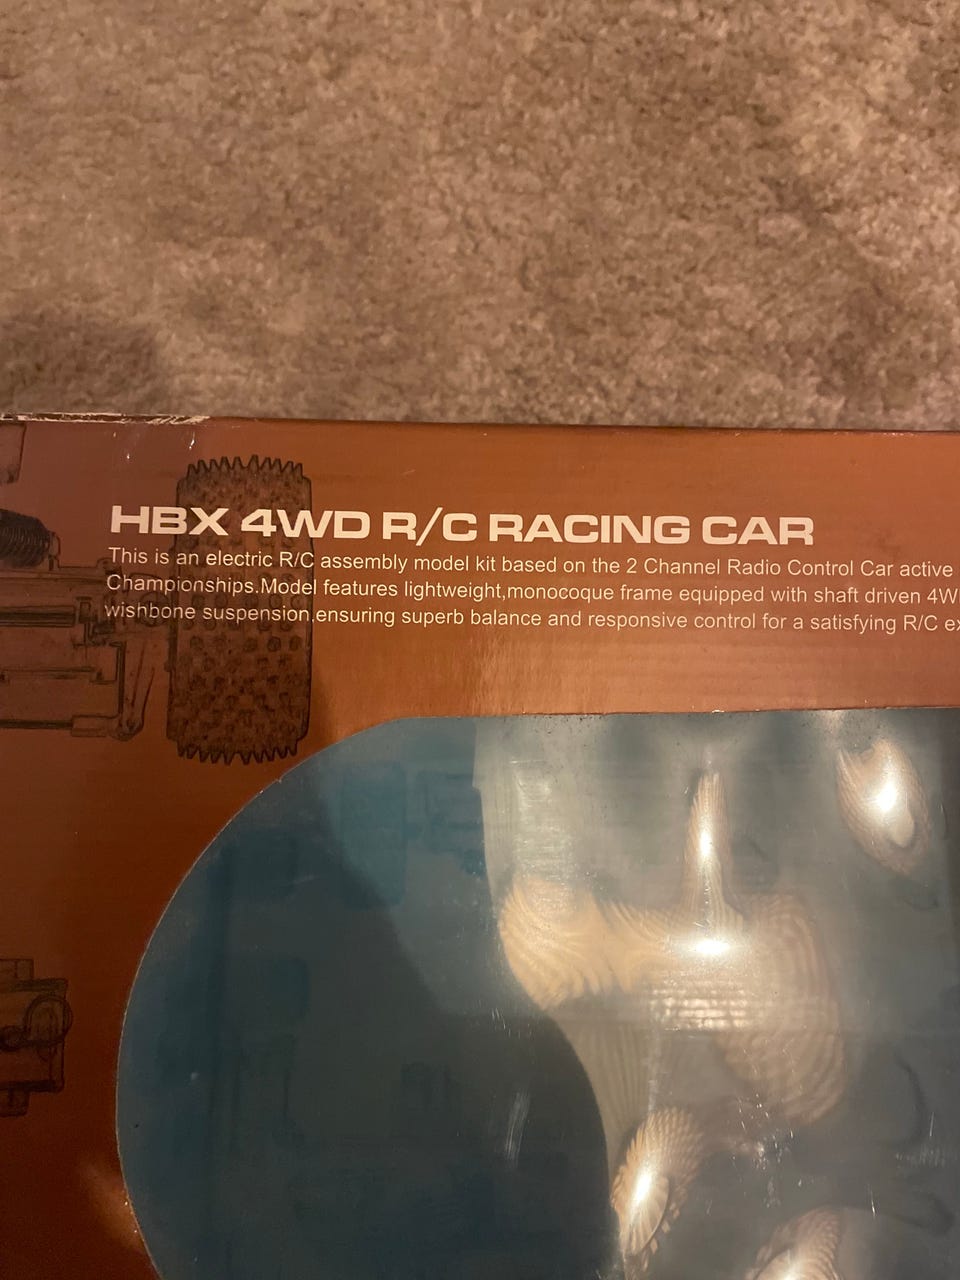 HBX 4WD R/C RACING CAR
This is an electric R/C assembly model kit based on the 2 Channel Radio Control Car active
Championships.Model features lightweight,monocoque frame equipped with shaft driven
wishbone suspension.ensuring superb balance and responsive control for a satisfying R/C